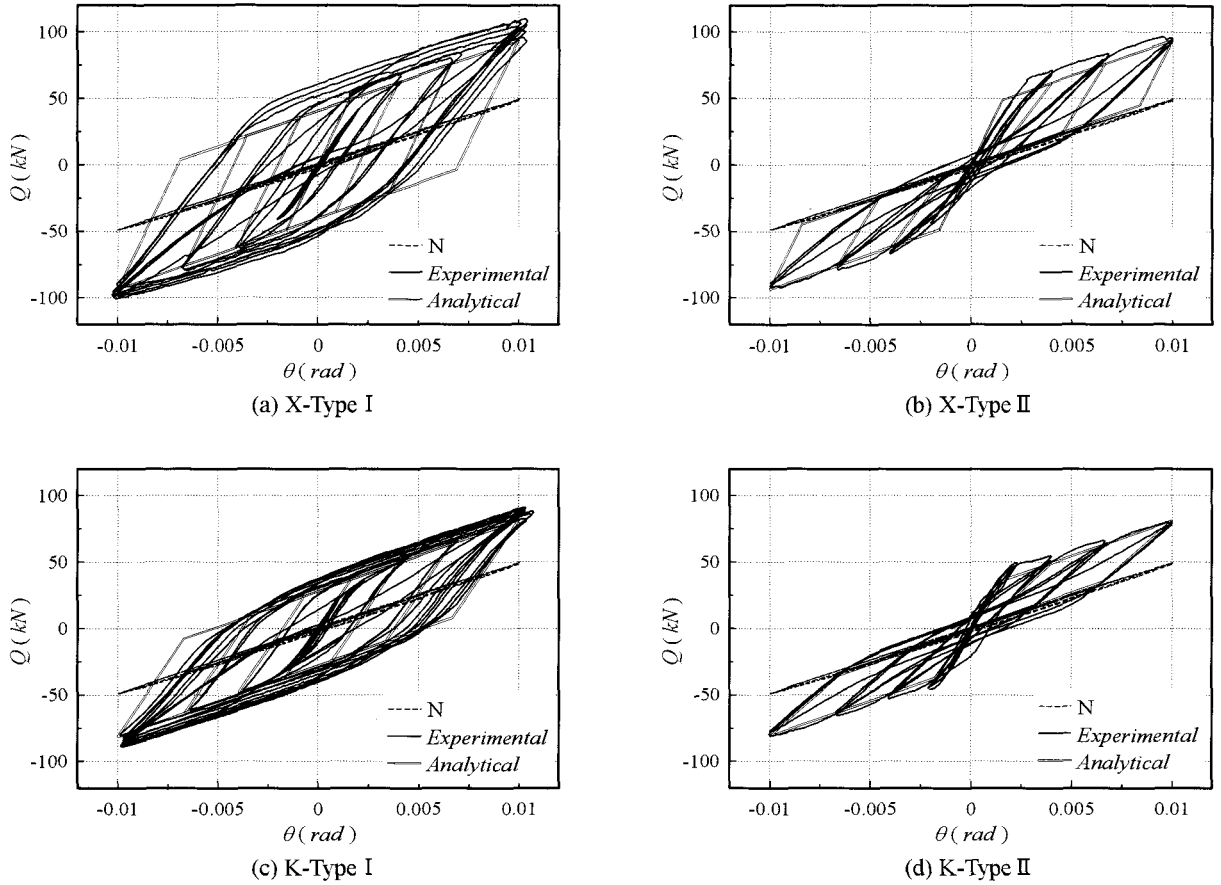 100
50
0
-50
-100
Q ( kN )
N
Experimental
Analytical
-0.01 -0.005 0 0.005 0.01
θ ( rad )
(a) X-Type Ⅰ
100
50
0
-50
-100
Q ( kN )
N
Experimental
Analytical
-0.01 -0.005 0 0.005 0.01
θ ( rad )
(b) X-Type Ⅱ
100
50
0
-50
-100
Q ( kN )
N
Experimental
Analytical
-0.01 -0.005 0 0.005 0.01
θ ( rad )
(c) K-Type Ⅰ
100
50
0
-50
-100
Q ( kN )
N
Experimental
Analytical
-0.01 -0.005 0 0.005 0.01
θ ( rad )
(d) K-Type Ⅱ